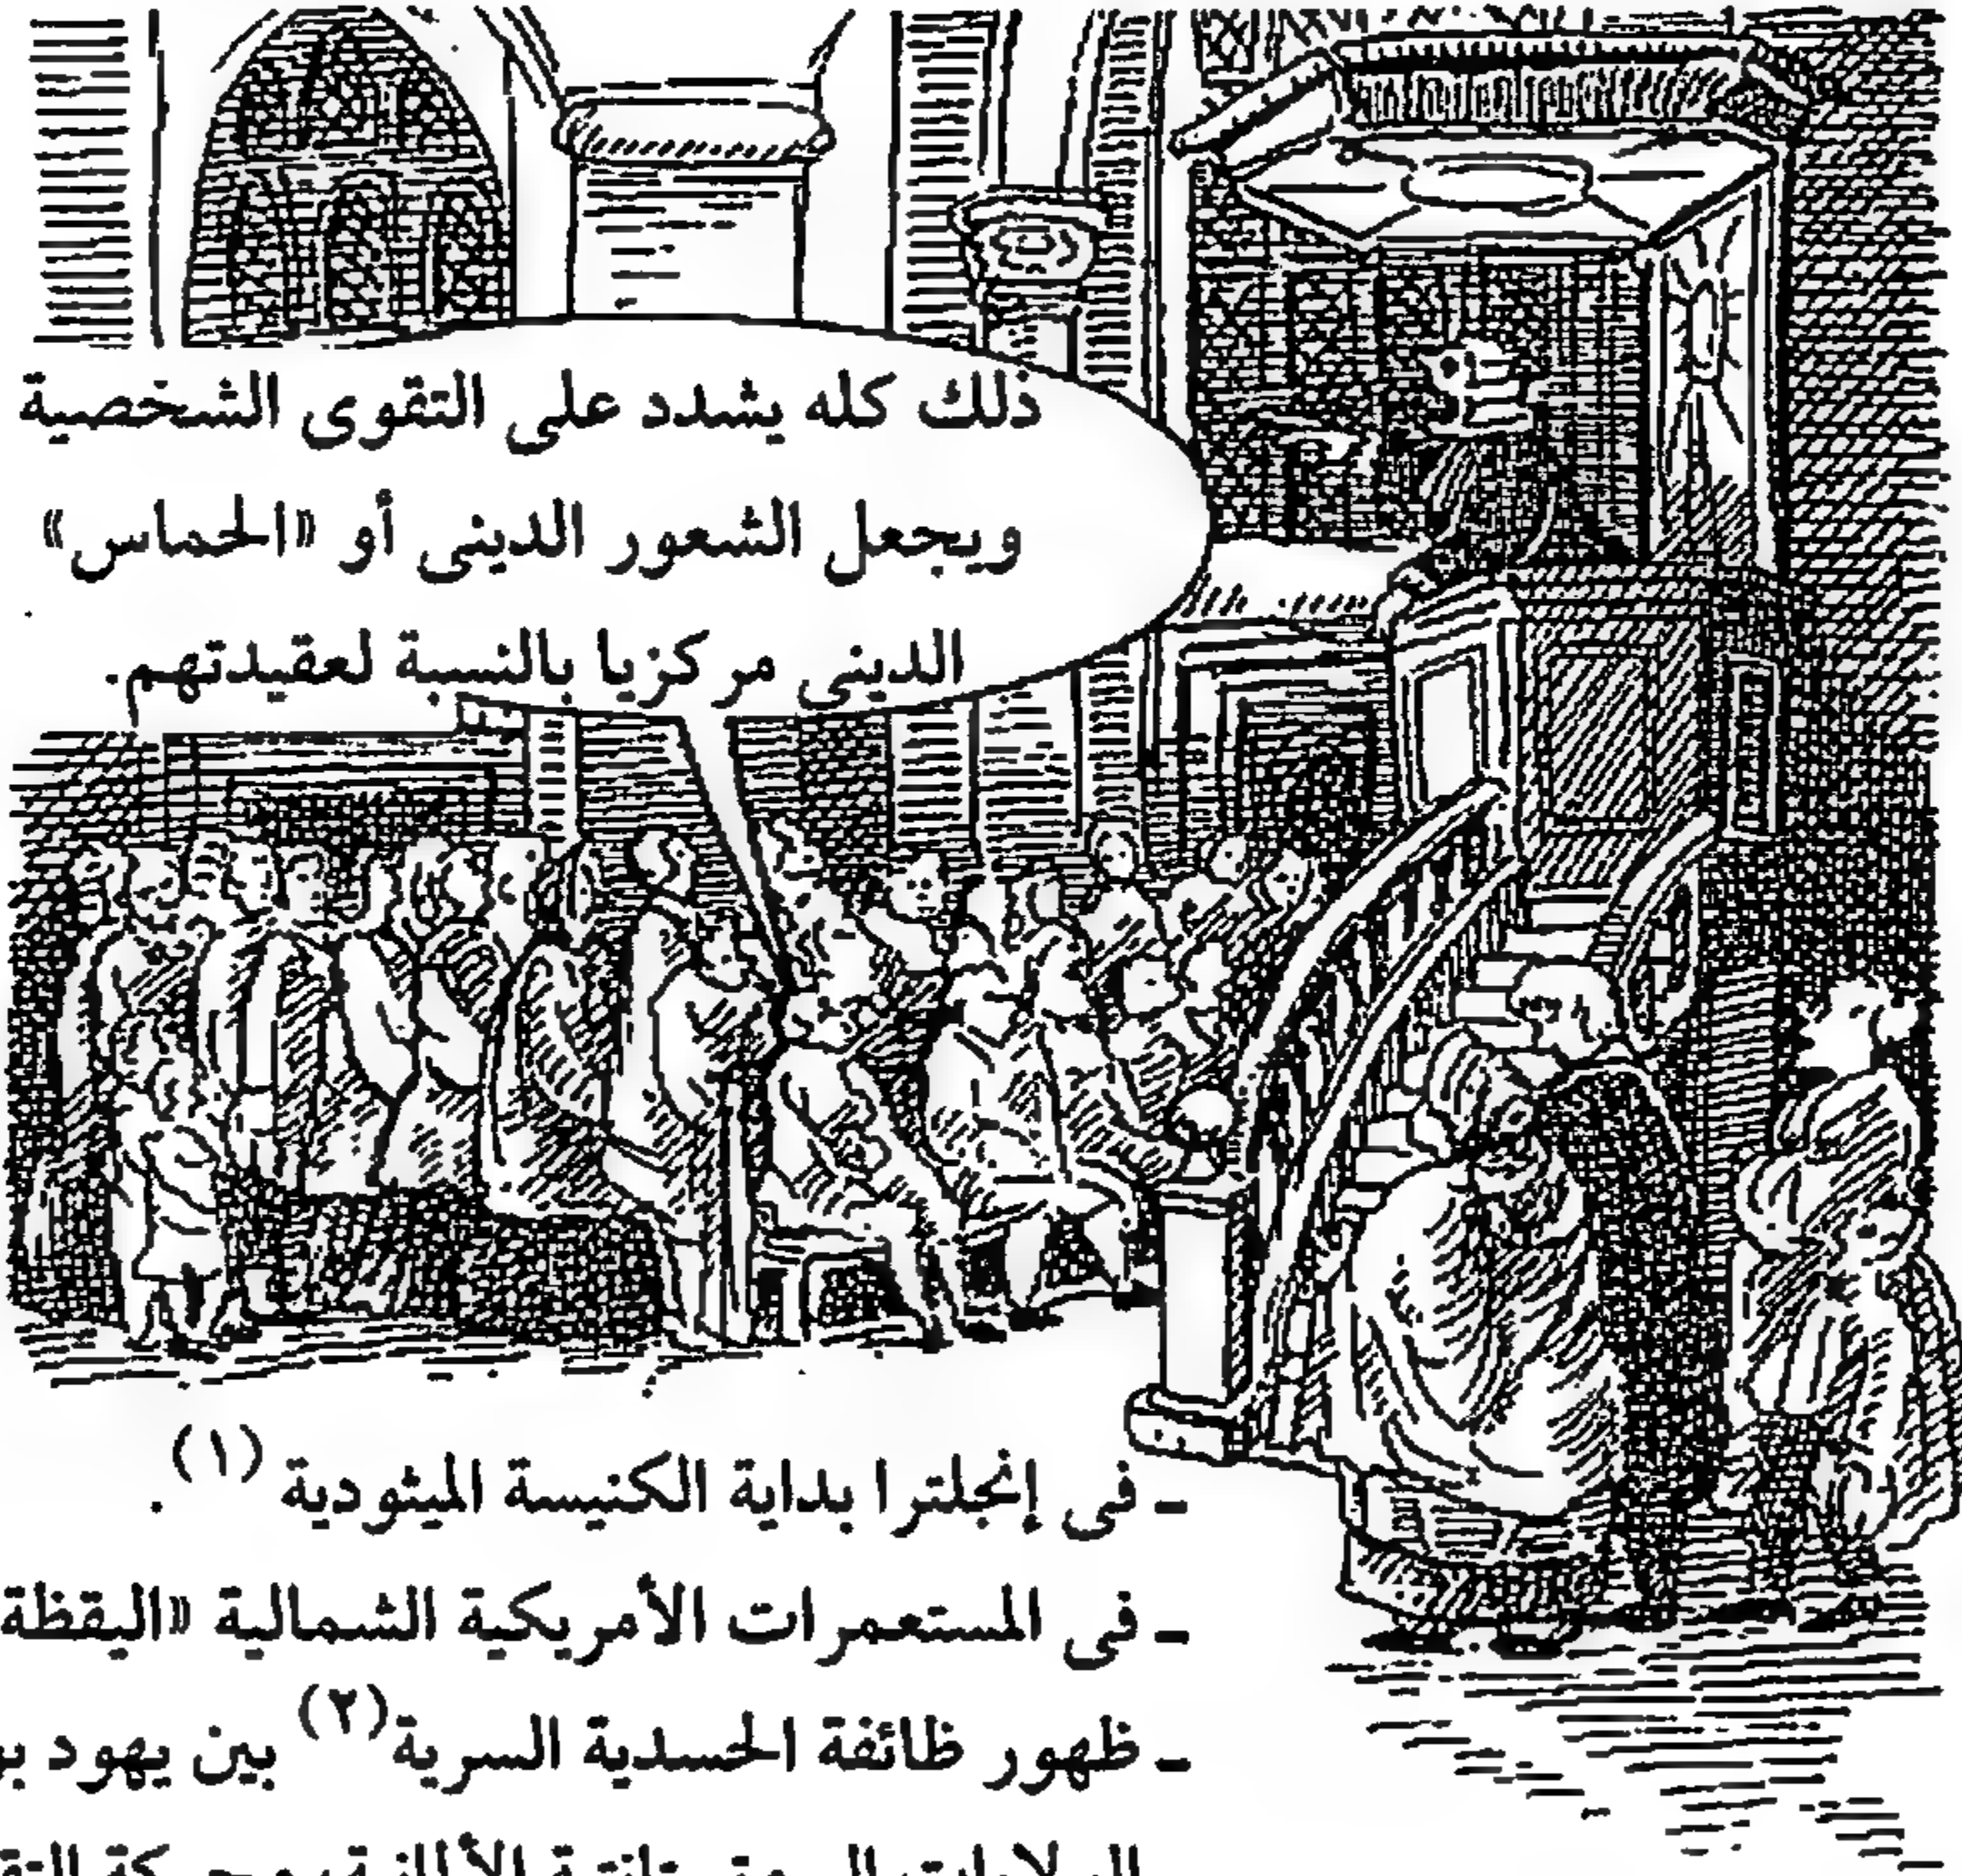 ذلك كله يشدد على التقوى الشخصية
ويجعل الشعور الدينى أو «الحماس»
الدينى مركزيا بالنسبة لعقيدتهم.
ـ فى إنجلترا بداية الكنيسة الميثودية (١).
ـ فى المستعمرات الأمريكية الشمالية «اليقظة
ـ ظهور ظائفة الحسدية السرية(٢) بين يهود